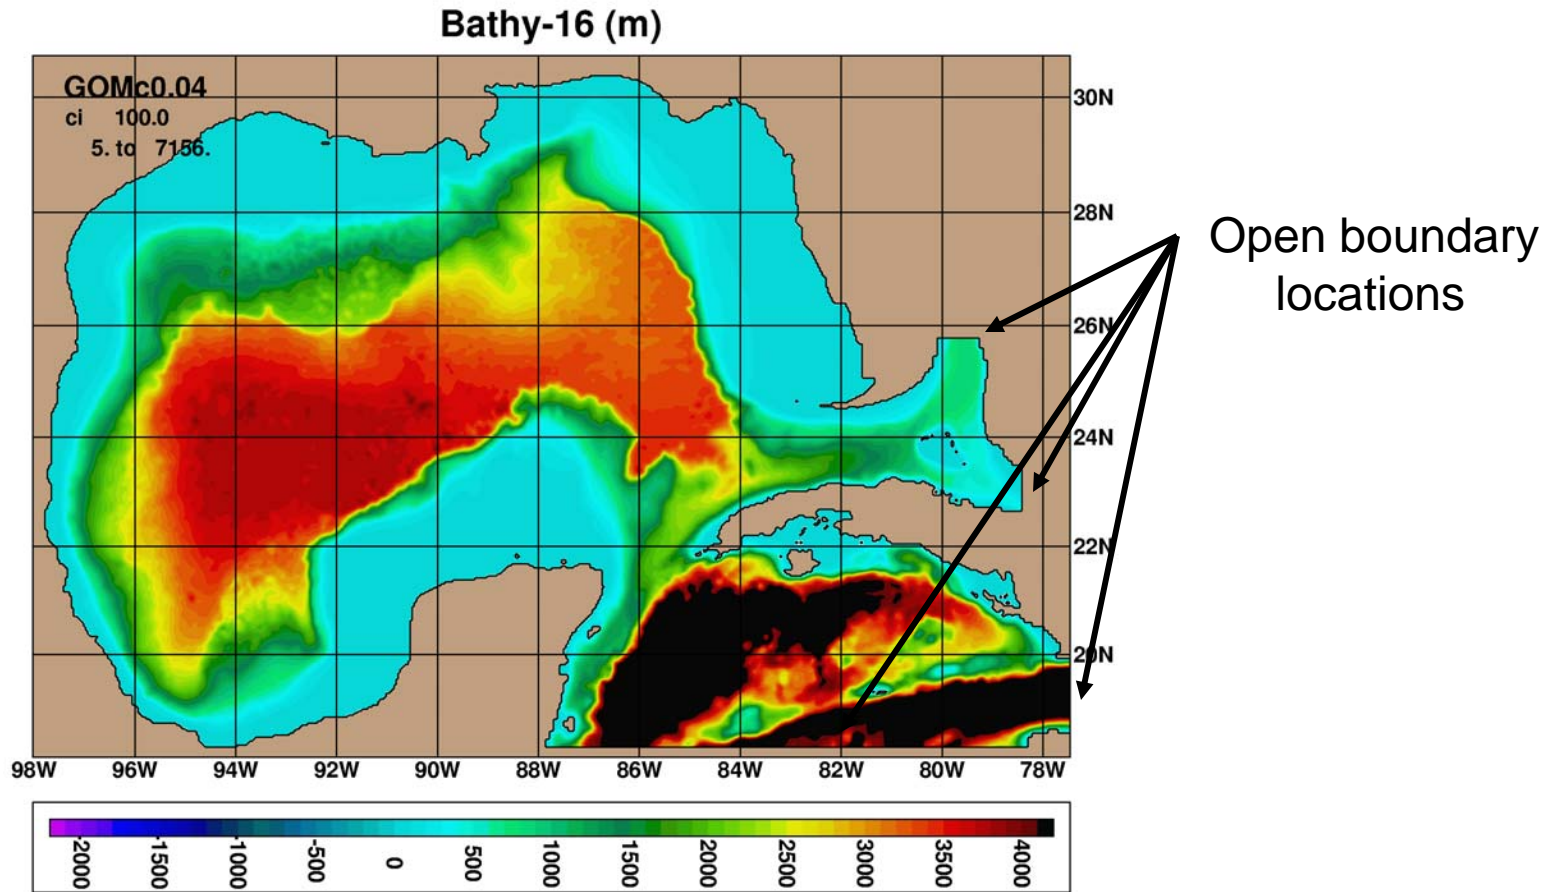 Bathy-16 (m)
GOMc0.04
ci 100.0
5. to 7156.
30N
28N
26N
24N
22N
20N
98W 96W 94W 92W 90W 88W 86W 84W 82W 80W 78W
-2000 -1500 -1000 -500 0 500 1000 1500 2000 2500 3000 3500 4000
Open boundary
locations